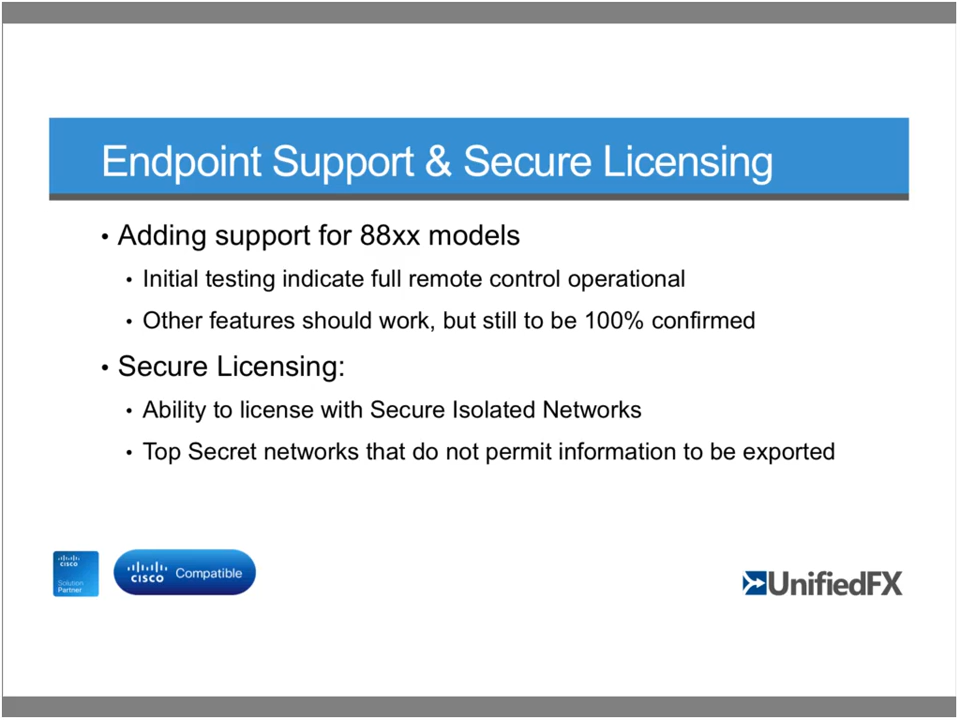 Endpoint Support & Secure Licensing
• Adding support for 88xx models
• Initial testing indicate full remote control operational
• Other features should work, but still to be 100% confirmed
• Secure Licensing:
• Ability to license with Secure Isolated Networks
• Top Secret networks that do not permit information to be exported
CISCO
Solution
Partner
CISCO Compatible
UnifiedFX